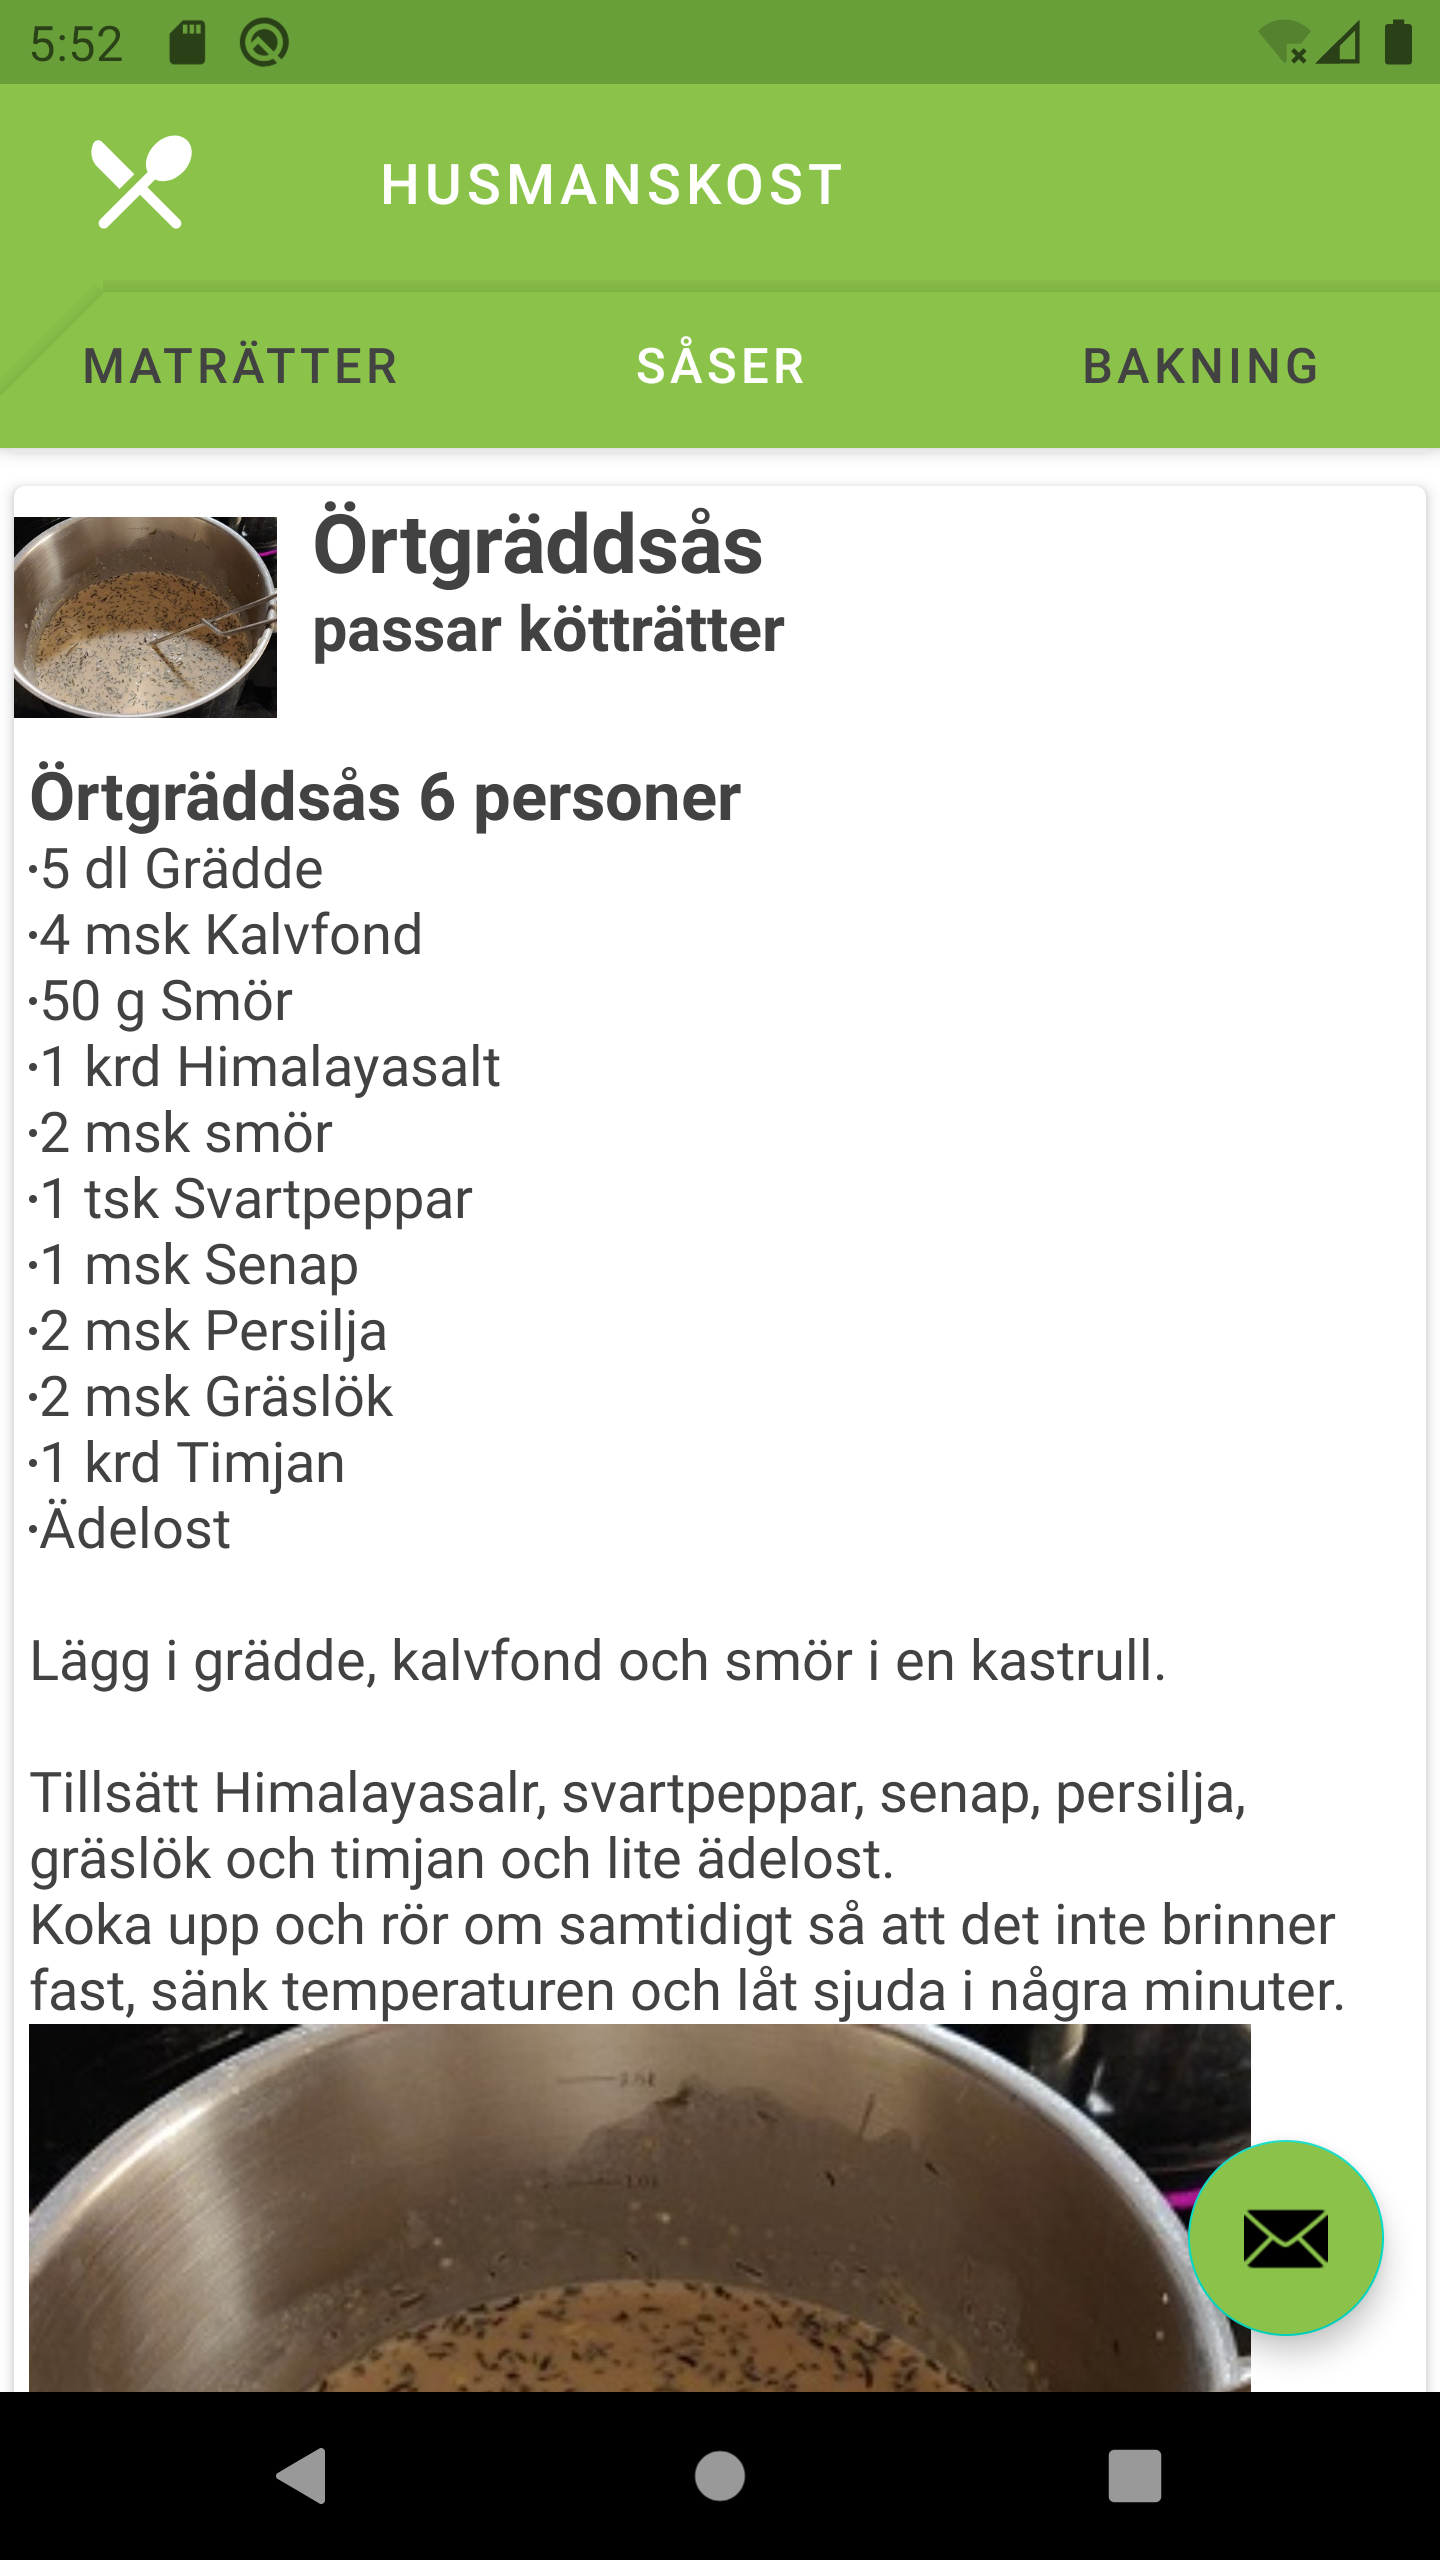 5:52
HUSMANSKOST
MATRÄTTER SÅSER BAKNING
Örtgräddsås
passar kötträtter
Örtgräddsås 6 personer
·5 dl Grädde
·4 msk Kalvfond
·50 g Smör
·1 krd Himalayasalt
·2 msk smör
·1 tsk Svartpeppar
·1 msk Senap
·2 msk Persilja
·2 msk Gräslök
·1 krd Timjan
·Ädelost
Lägg i grädde, kalvfond och smör i en kastrull.
Tillsätt Himalayasalr, svartpeppar, senap, persilja,
gräslök och timjan och lite ädelost.
Koka upp och rör om samtidigt så att det inte brinner
fast, sänk temperaturen och låt sjuda i några minuter.